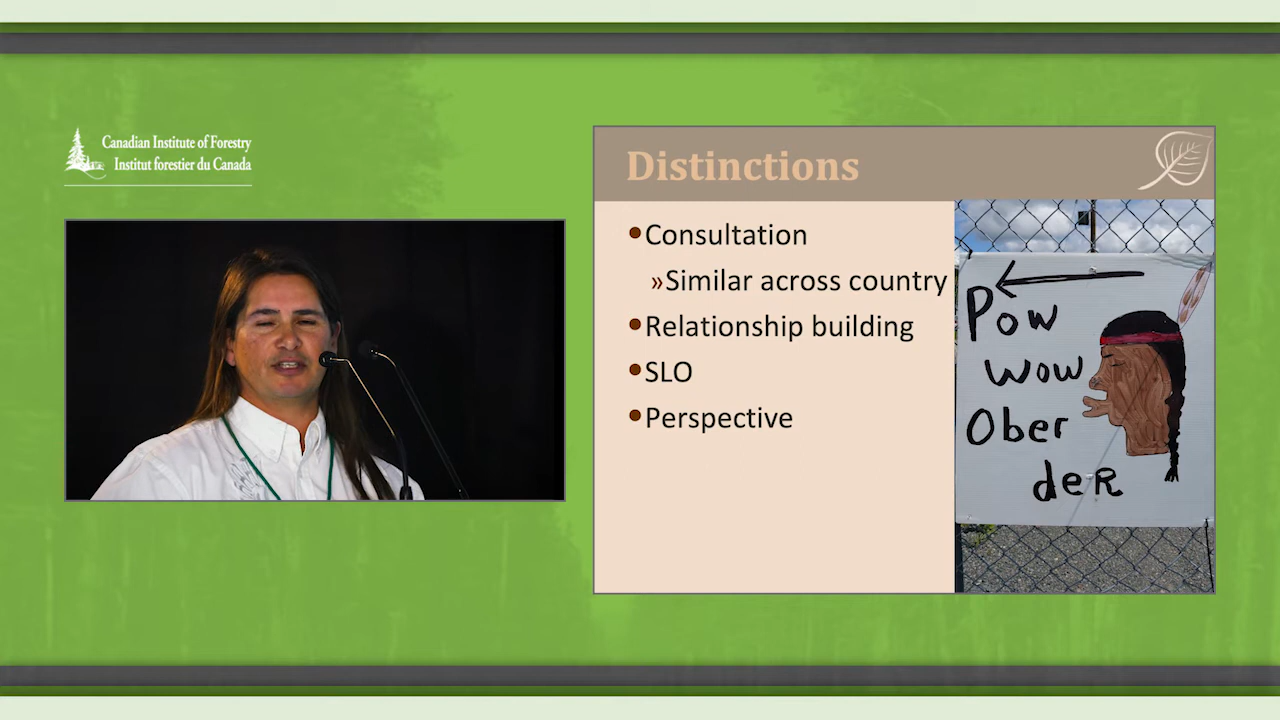 Canadian Institute of Forestry
Institut forestier du Canada
Distinctions
•Consultation
»Similar across country
•Relationship building
•SLO
•Perspective
Pow
wow
Ober
deR